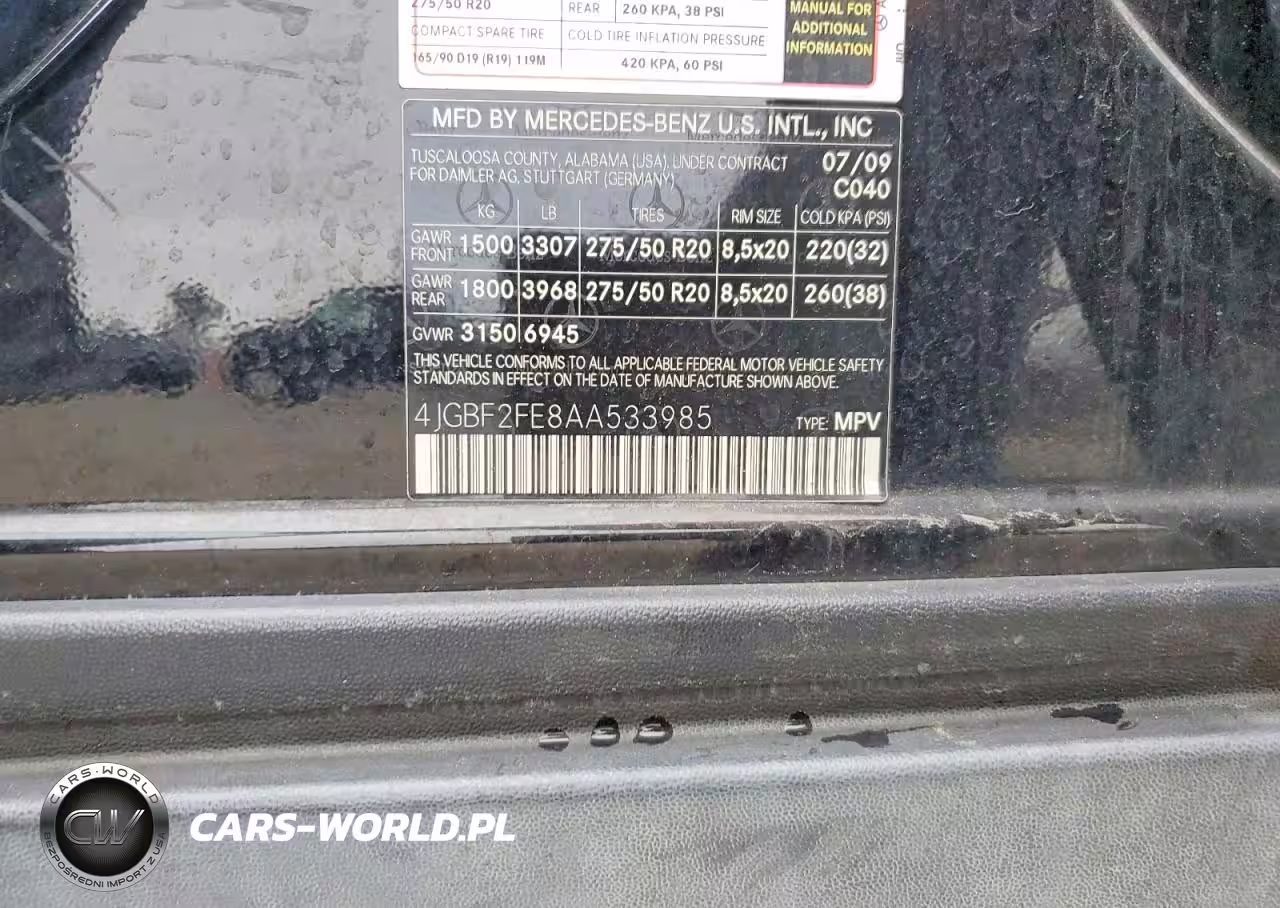 275/50 R20
REAR
260 KPA, 38 PSI
MANUAL FOR
ADDITIONAL
INFORMATION
COMPACT SPARE TIRE
COLD TIRE INFLATION PRESSURE
165/90 D19 (R19) 119M
420 KPA, 60 PSI
MFD BY MERCEDES-BENZ U.S. INTL., INC
TUSCALOOSA COUNTY, ALABAMA (USA), UNDER CONTRACT 07/09
FOR DAIMLER AG, STUTTGART (GERMANY) C040
KG LB TIRES RIM SIZE COLD KPA (PSI)
GAWR FRONT 1500 3307 275/50 R20 8,5x20 220(32)
GAWR REAR 1800 3968 275/50 R20 8,5x20 260(38)
GVWR 3150 6945
THIS VEHICLE CONFORMS TO ALL APPLICABLE FEDERAL MOTOR VEHICLE SAFETY
STANDARDS IN EFFECT ON THE DATE OF MANUFACTURE SHOWN ABOVE.
4JGBF2FE8AA533985 TYPE: MPV
CARS-WORLD
CW
BEZPOŚREDNI IMPORT Z USA
CARS-WORLD.PL